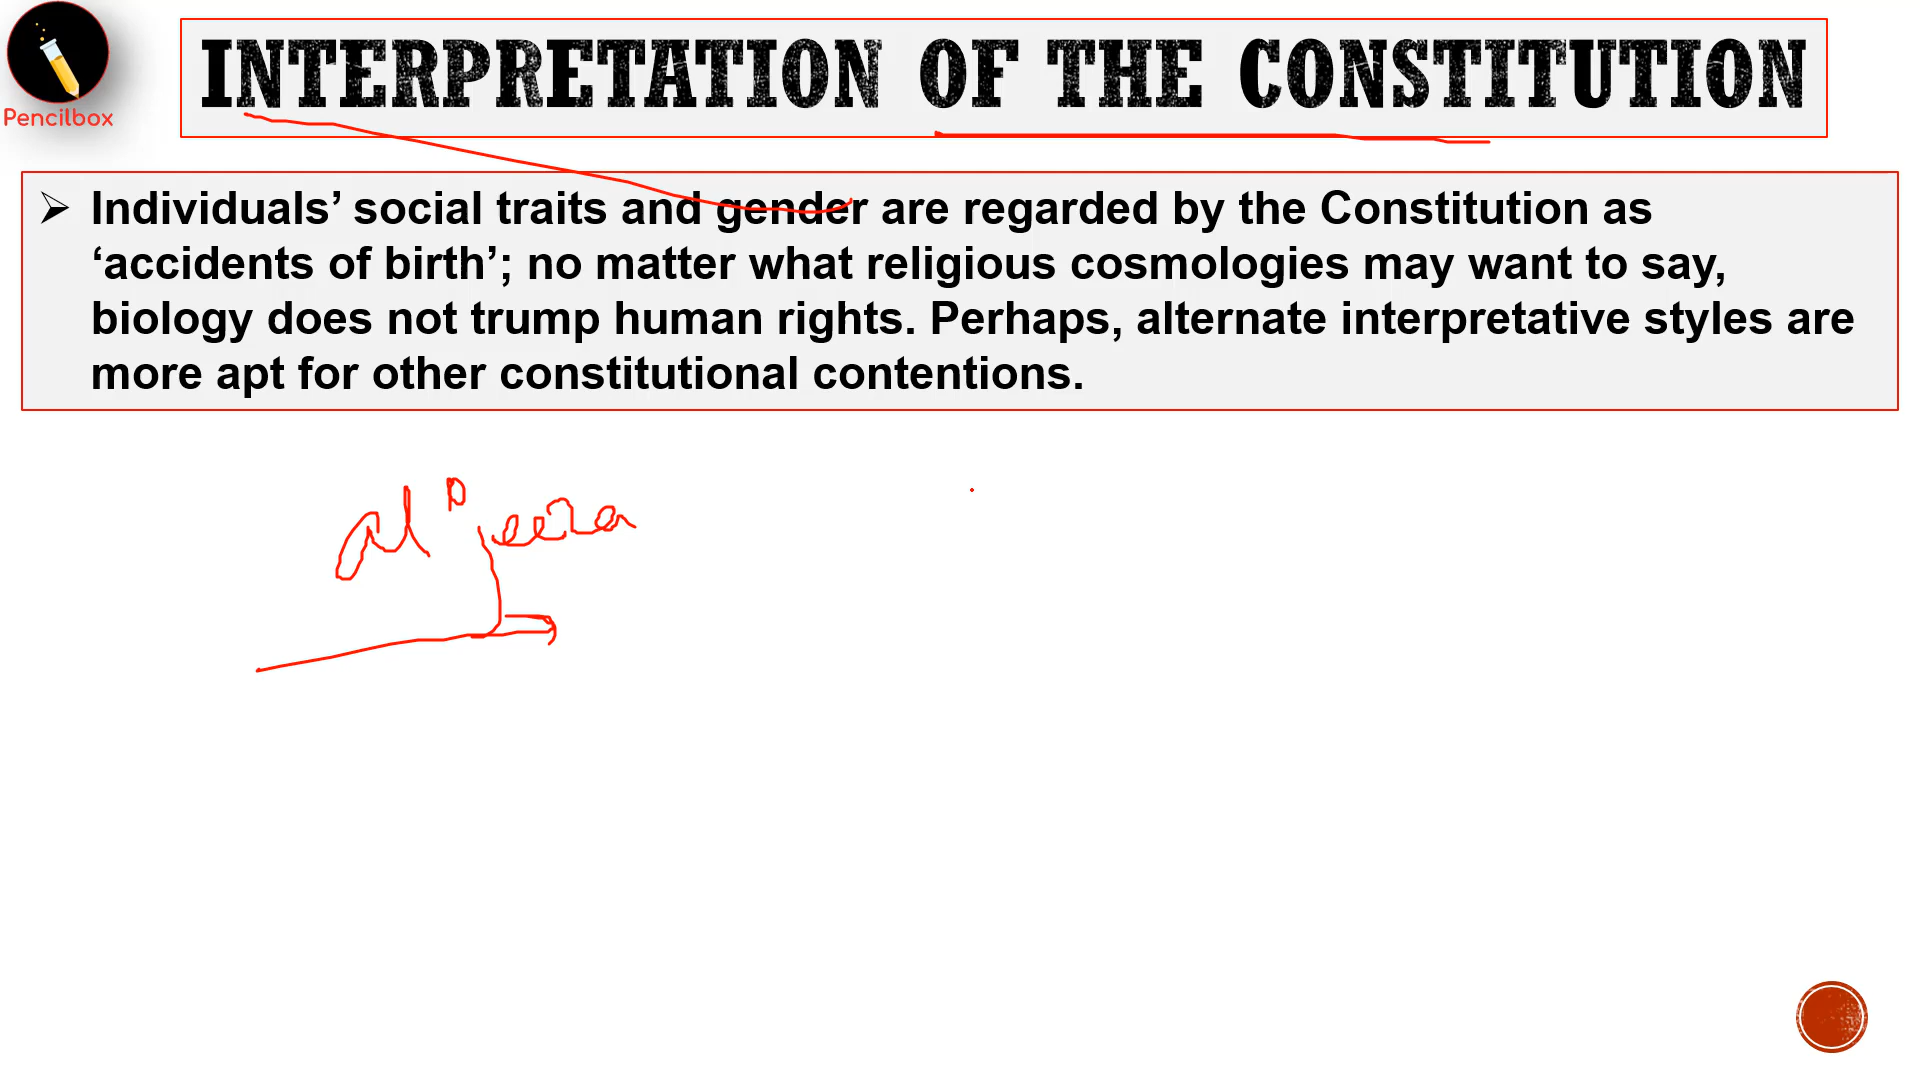 Pencilbox
INTERPRETATION OF THE CONSTITUTION
➢ Individuals’ social traits and gender are regarded by the Constitution as
‘accidents of birth’; no matter what religious cosmologies may want to say,
biology does not trump human rights. Perhaps, alternate interpretative styles are
more apt for other constitutional contentions.